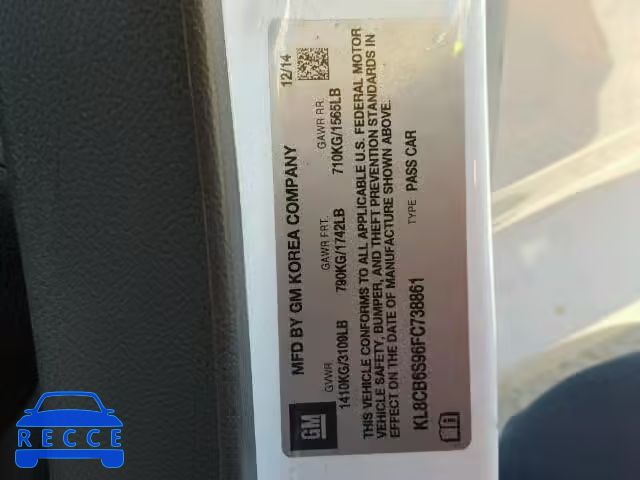 MFD BY GM KOREA COMPANY 12/14
GVWR GAWR FRT. GAWR RR.
1410KG/3109LB 790KG/1742LB 710KG/1565LB
THIS VEHICLE CONFORMS TO ALL APPLICABLE U.S. FEDERAL MOTOR
VEHICLE SAFETY, BUMPER, AND THEFT PREVENTION STANDARDS IN
EFFECT ON THE DATE OF MANUFACTURE SHOWN ABOVE.
KL8CB6S96FC738861 TYPE PASS CAR
GM
RECCE